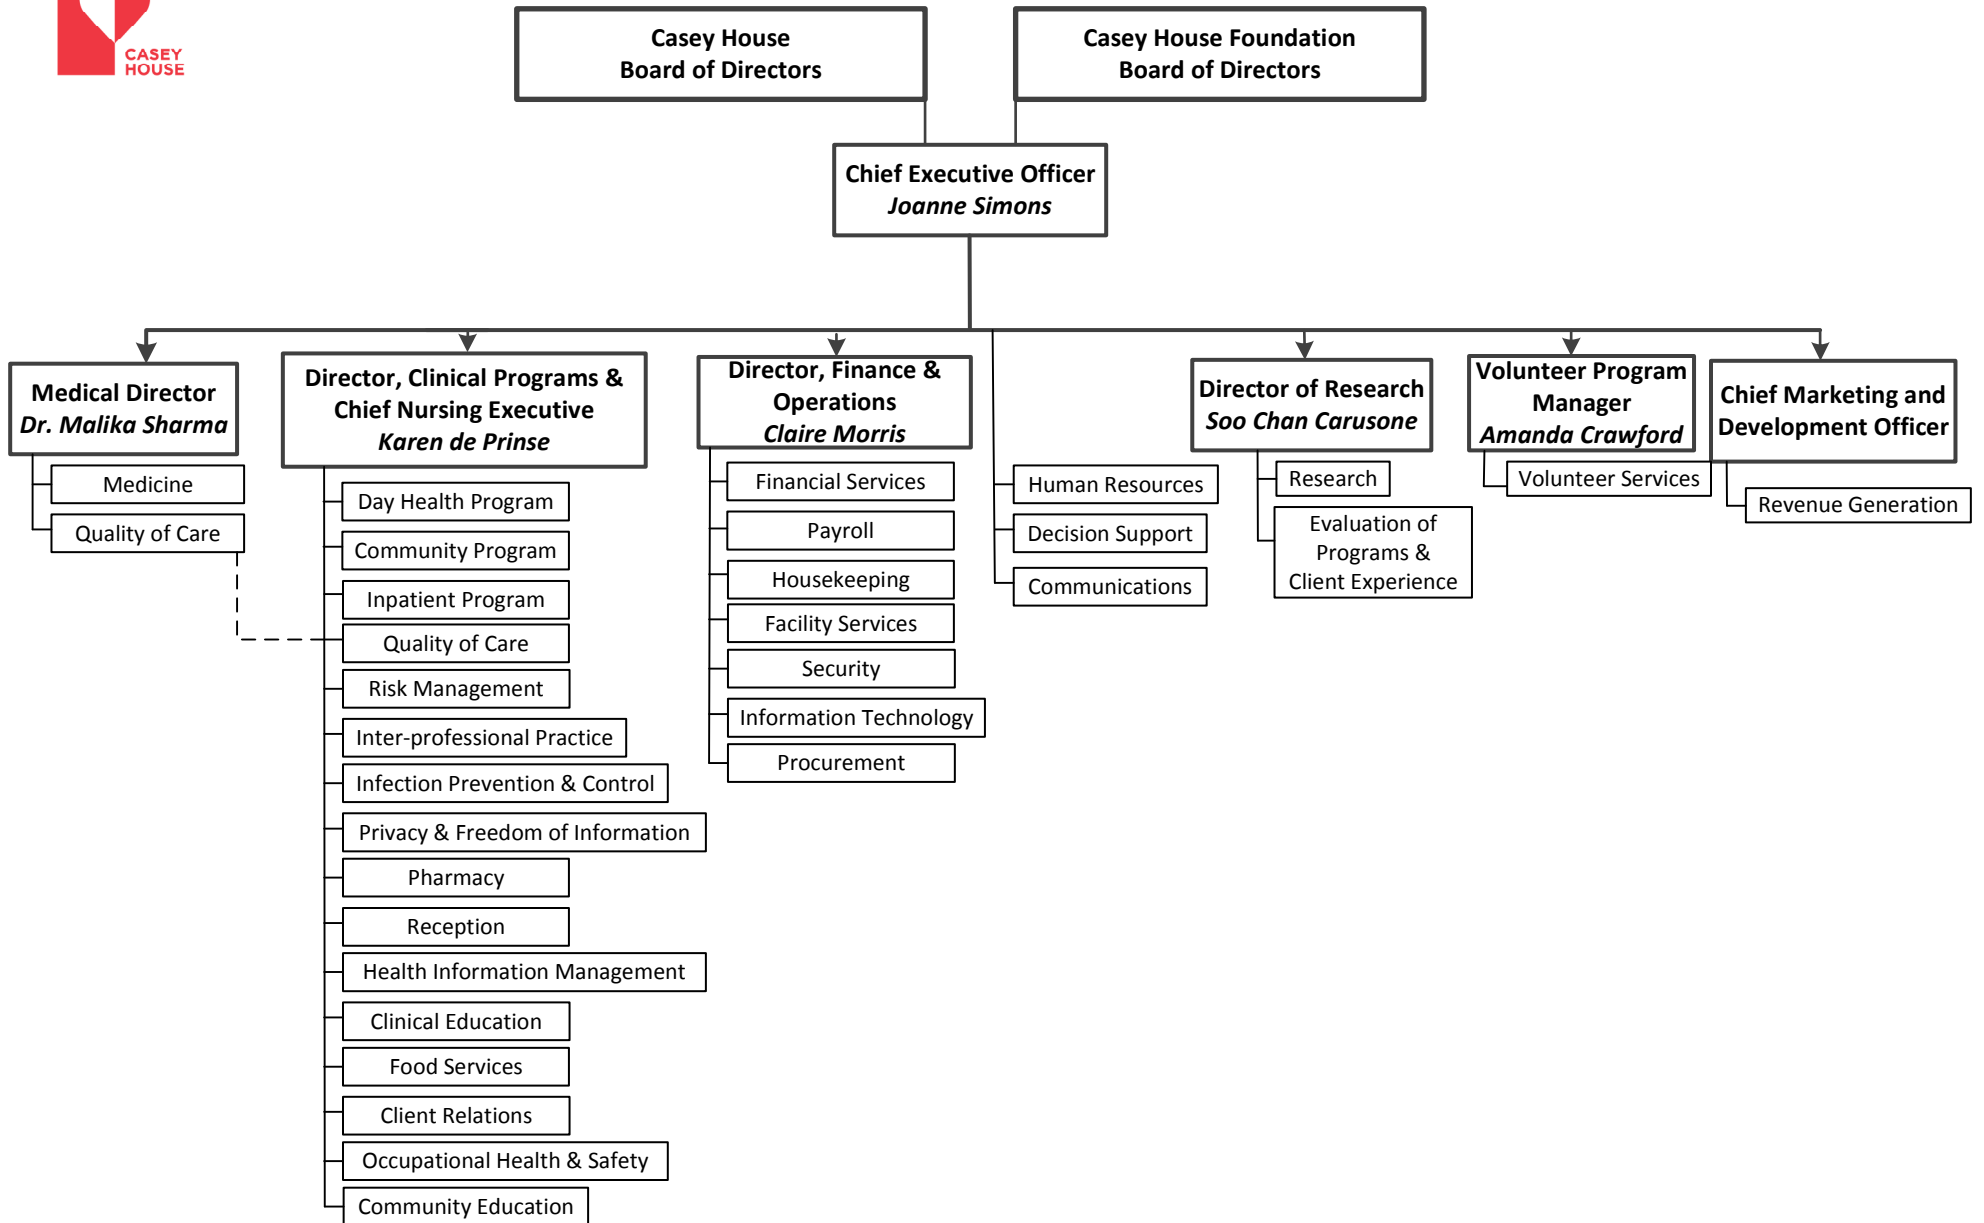 CASEY
HOUSE
Casey House
Board of Directors
Casey House Foundation
Board of Directors
Chief Executive Officer
Joanne Simons
Medical Director
Dr. Malika Sharma
Medicine
Quality of Care
Director, Clinical Programs &
Chief Nursing Executive
Karen de Prinse
Day Health Program
Community Program
Inpatient Program
Quality of Care
Risk Management
Inter-professional Practice
Infection Prevention & Control
Privacy & Freedom of Information
Pharmacy
Reception
Health Information Management
Clinical Education
Food Services
Client Relations
Occupational Health & Safety
Community Education
Director, Finance &
Operations
Claire Morris
Financial Services
Payroll
Housekeeping
Facility Services
Security
Information Technology
Procurement
Human Resources
Decision Support
Communications
Director of Research
Soo Chan Carusone
Research
Evaluation of
Programs &
Client Experience
Volunteer Program
Manager
Amanda Crawford
Volunteer Services
Chief Marketing and
Development Officer
Revenue Generation